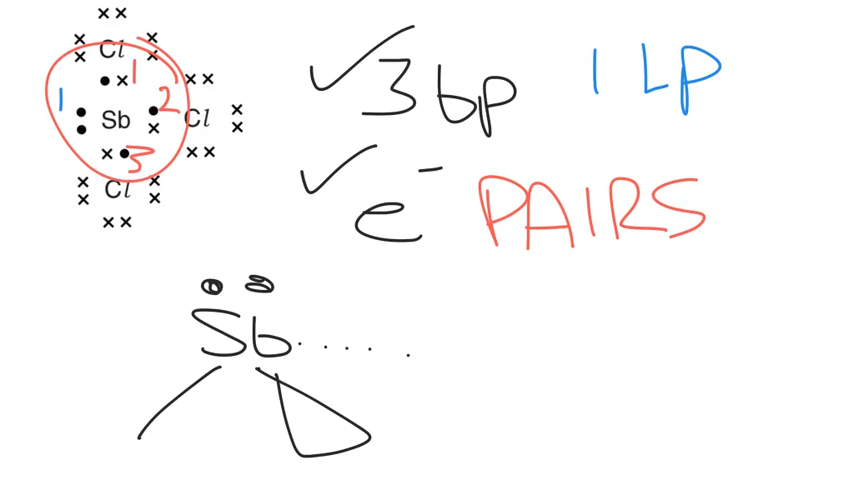 Cl
1
1 Sb 2 Cl
3
Cl
3 bp 1 LP
e⁻ PAIRS
Sb